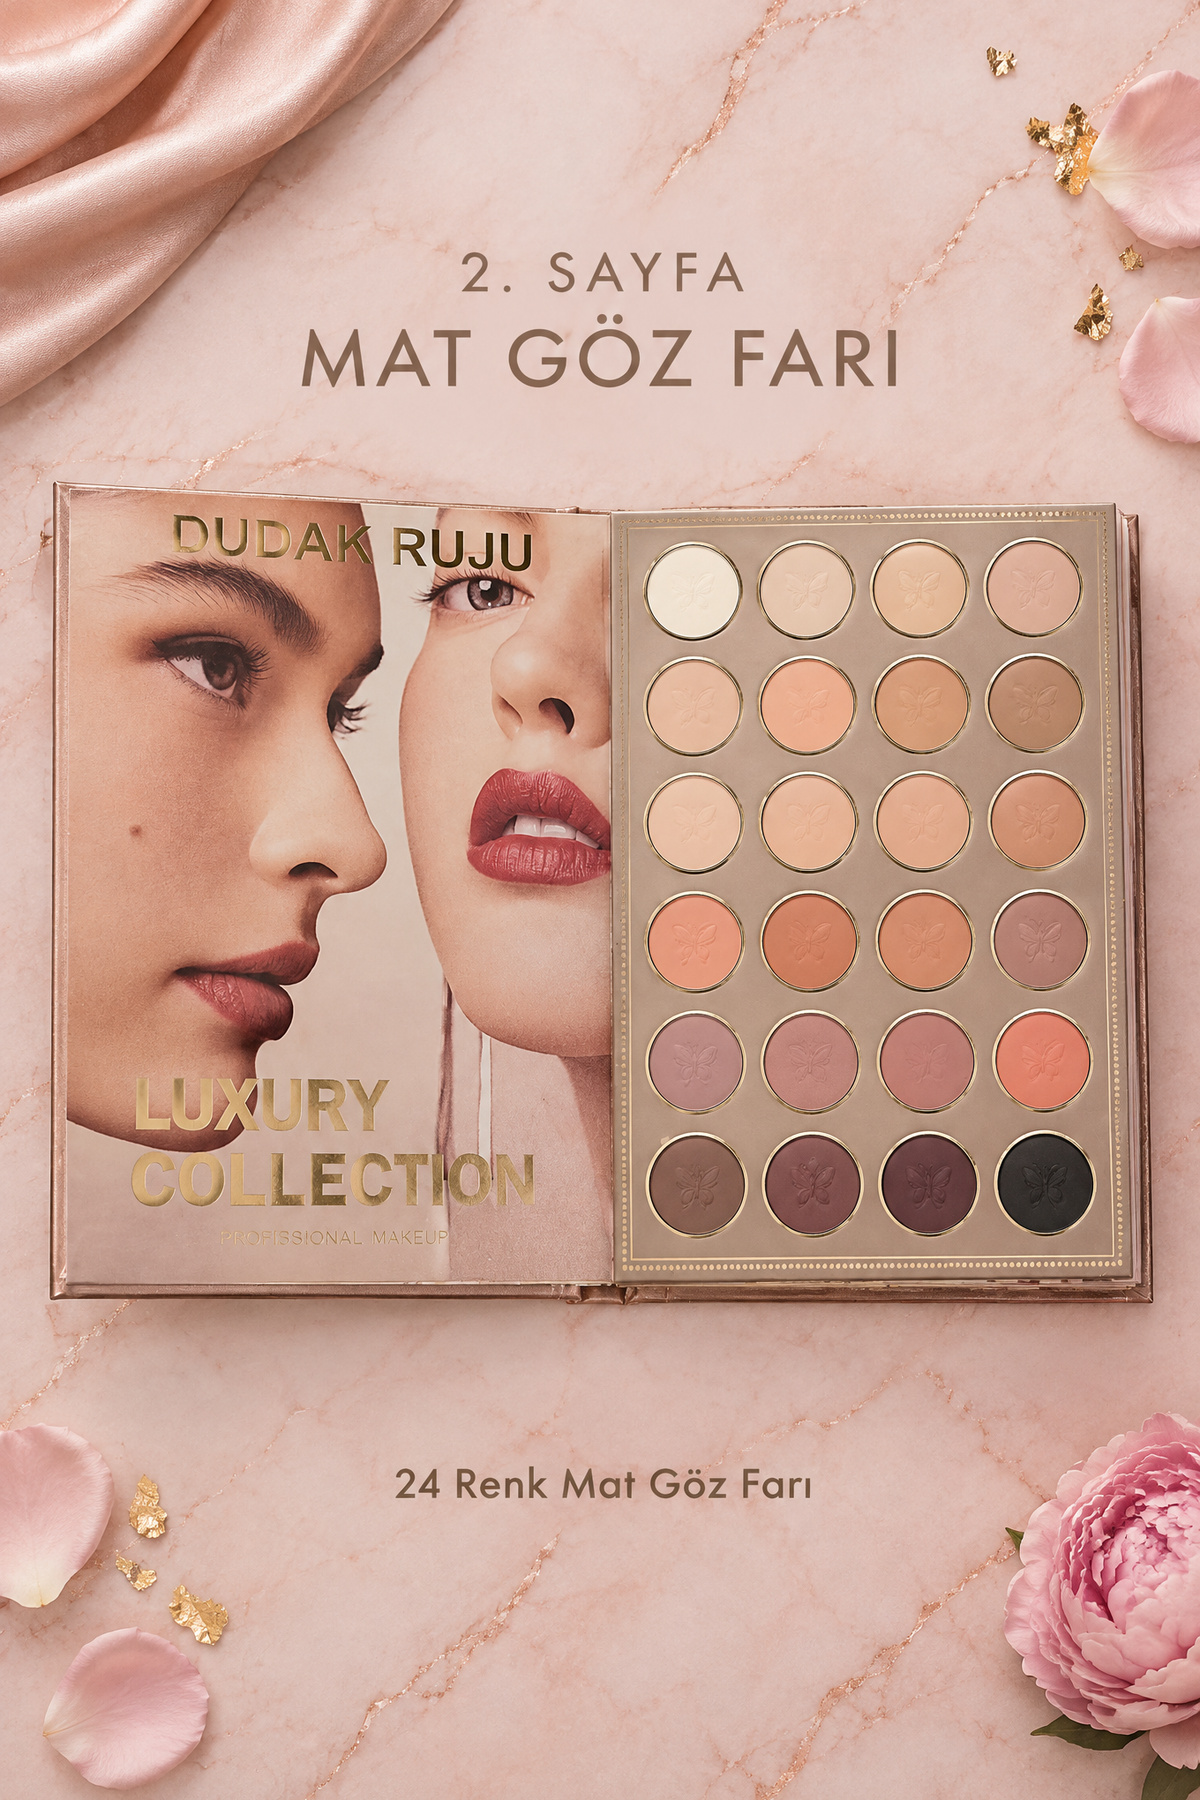 2. SAYFA
MAT GÖZ FARI
DUDAK RUJU
LUXURY
COLLECTION
PROFISSIONAL MAKEUP
24 Renk Mat Göz Farı